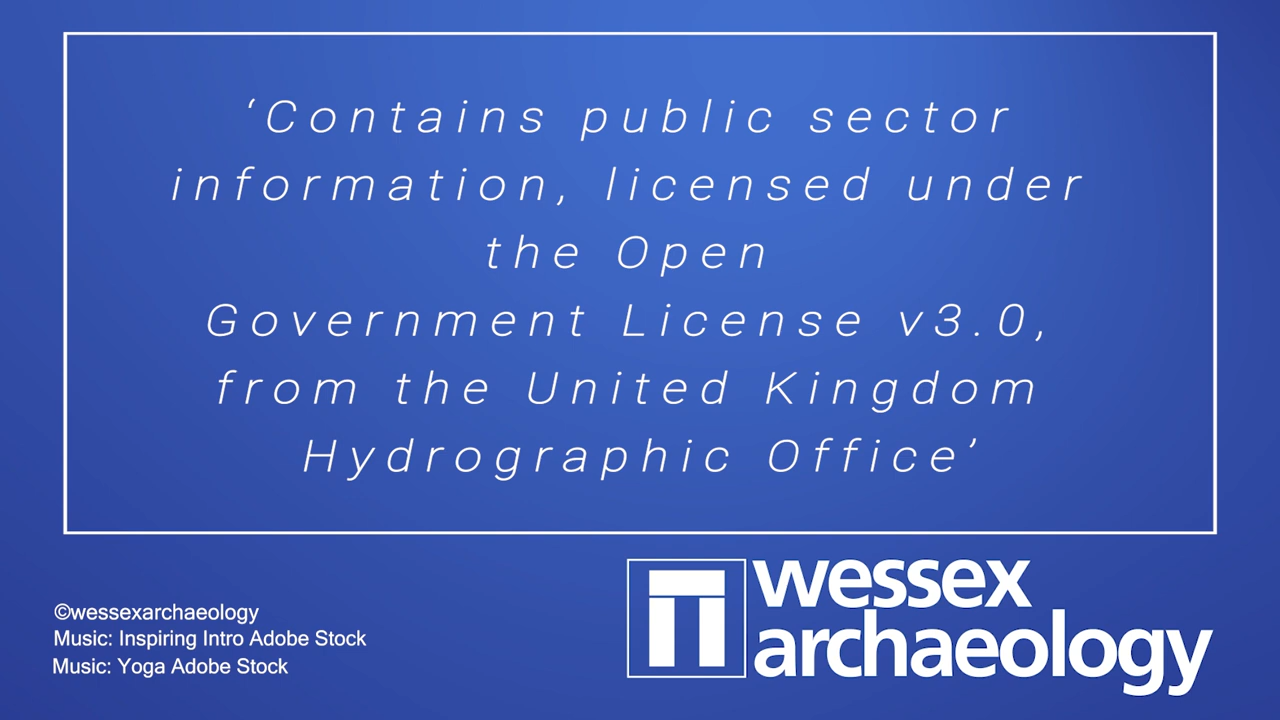 ‘Contains public sector
information, licensed under
the Open
Government License v3.0,
from the United Kingdom
Hydrographic Office’
©wessexarchaeology
Music: Inspiring Intro Adobe Stock
Music: Yoga Adobe Stock
wessex
archaeology